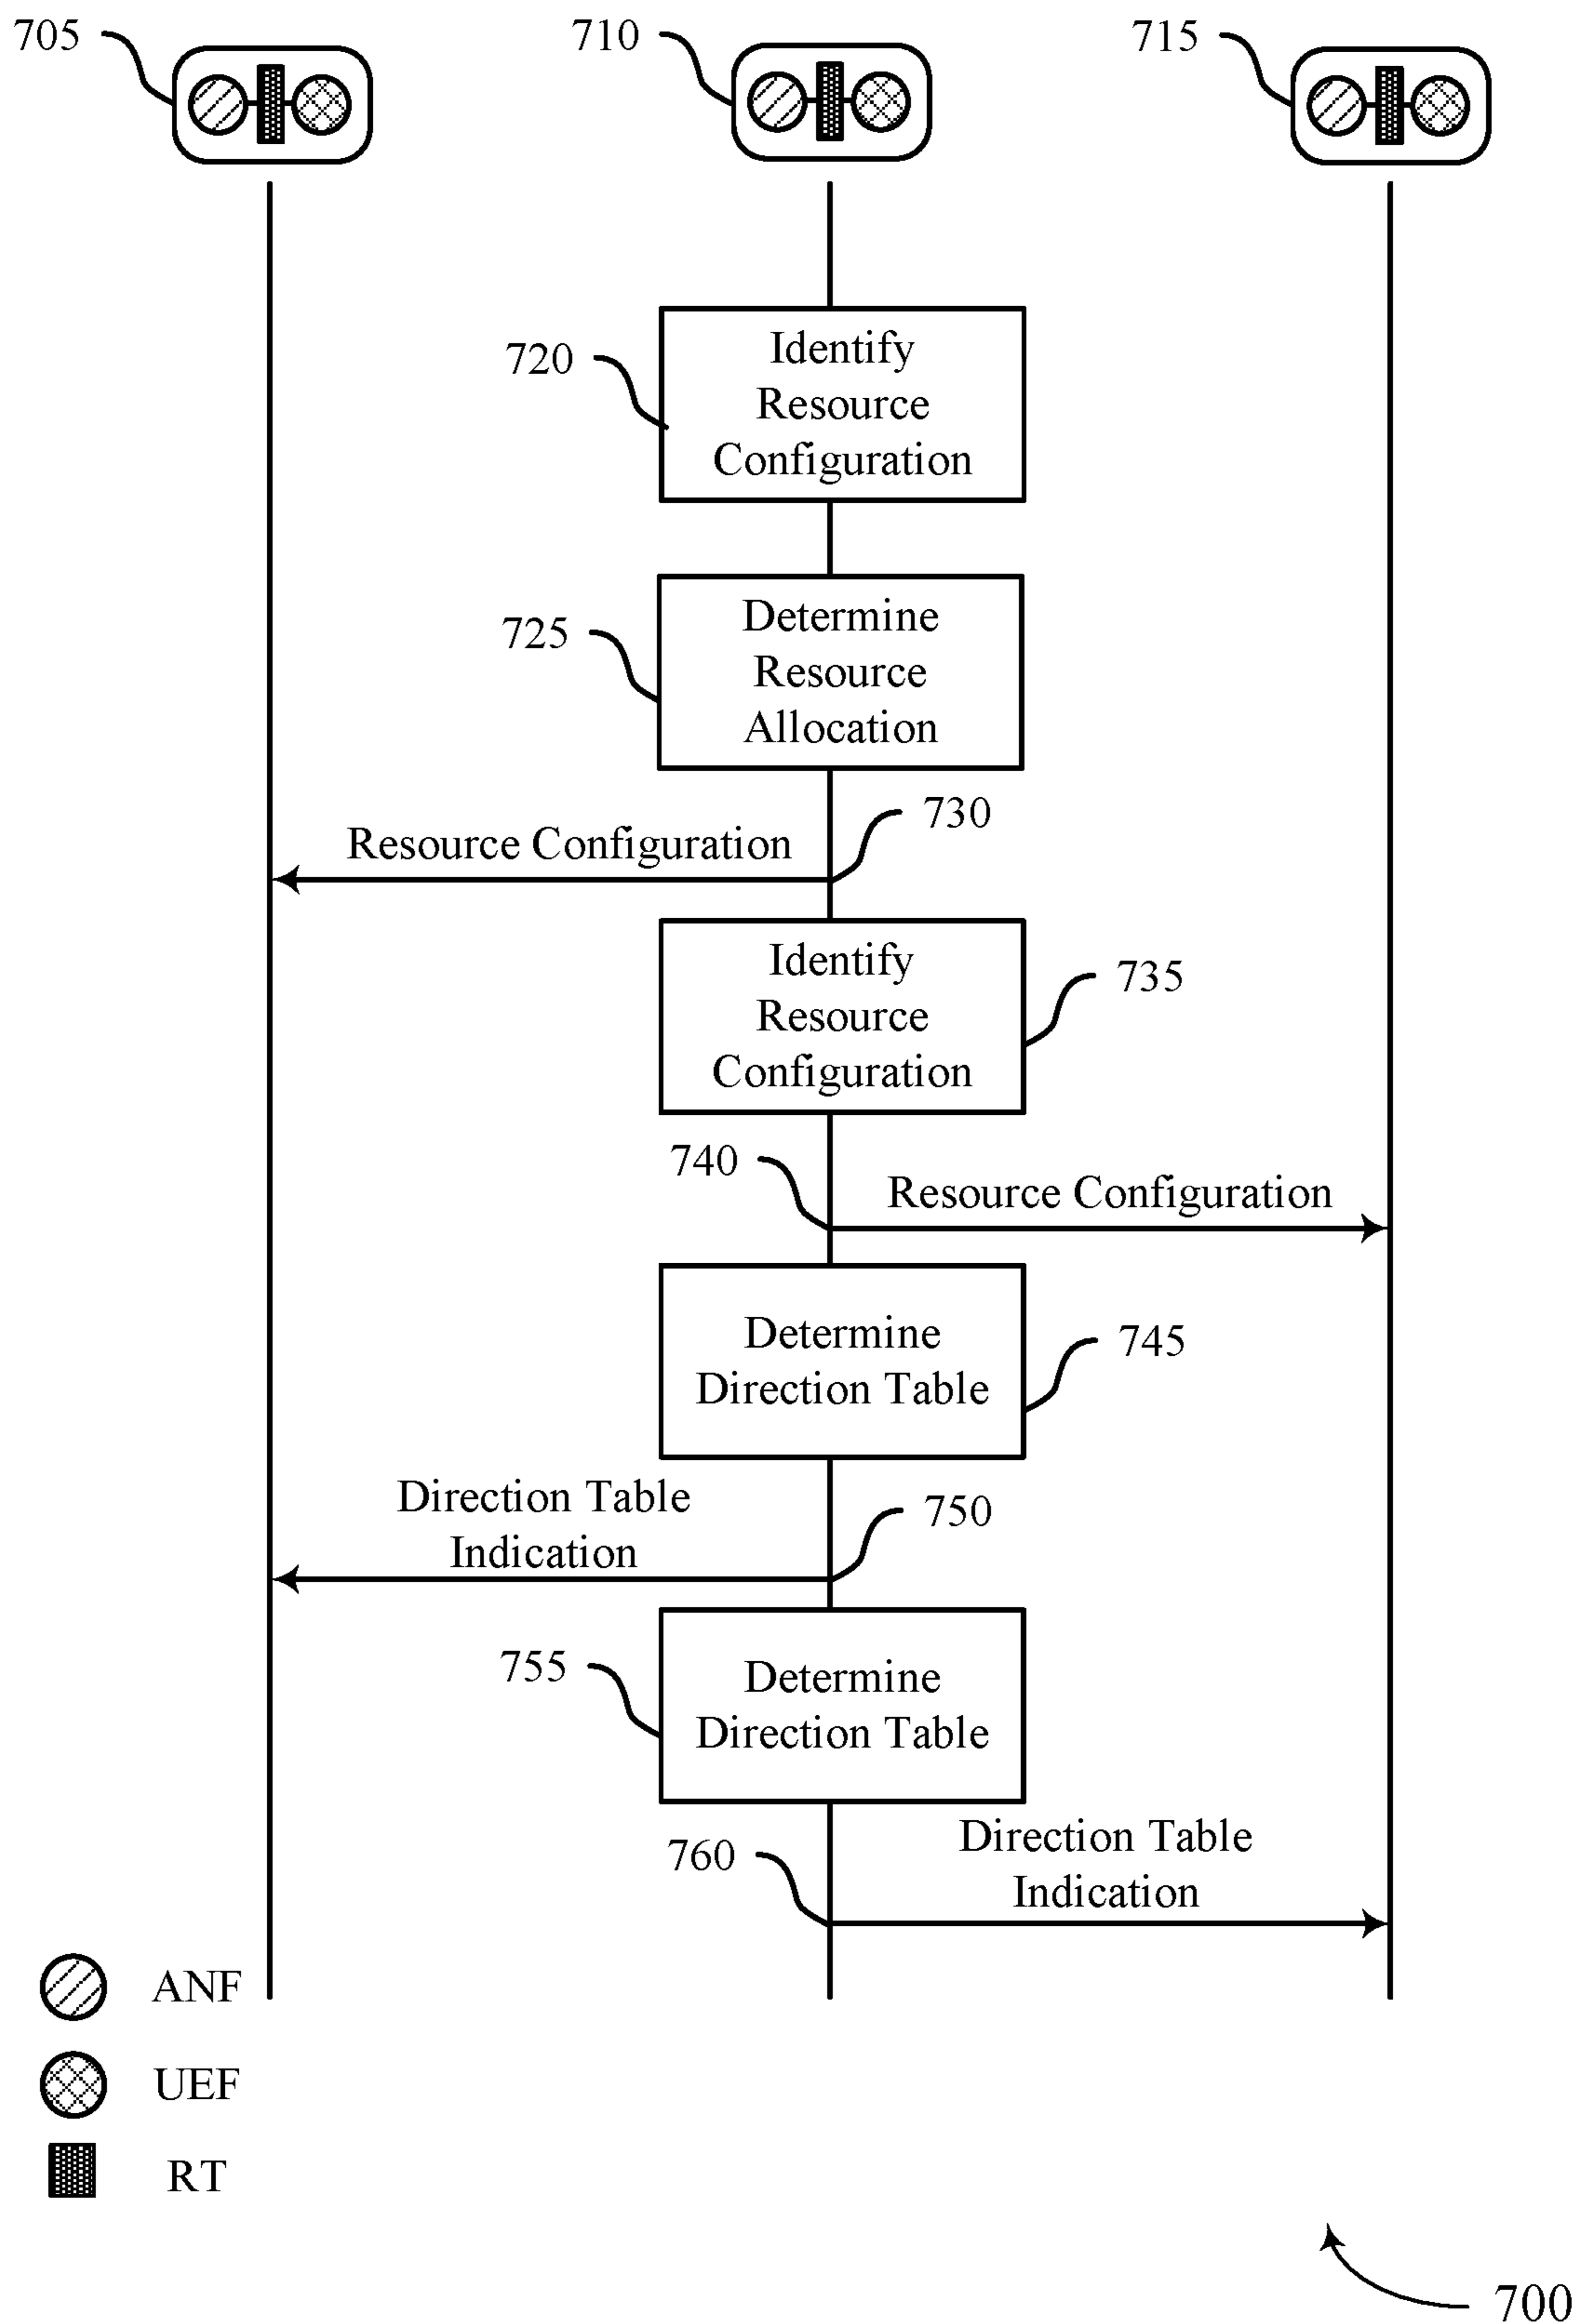 705
710
715
720
Identify
Resource
Configuration
725
Determine
Resource
Allocation
730
Resource Configuration
Identify
Resource
Configuration
735
740
Resource Configuration
Determine
Direction Table
745
Direction Table
Indication
750
755
Determine
Direction Table
760
Direction Table
Indication
ANF
UEF
RT
700